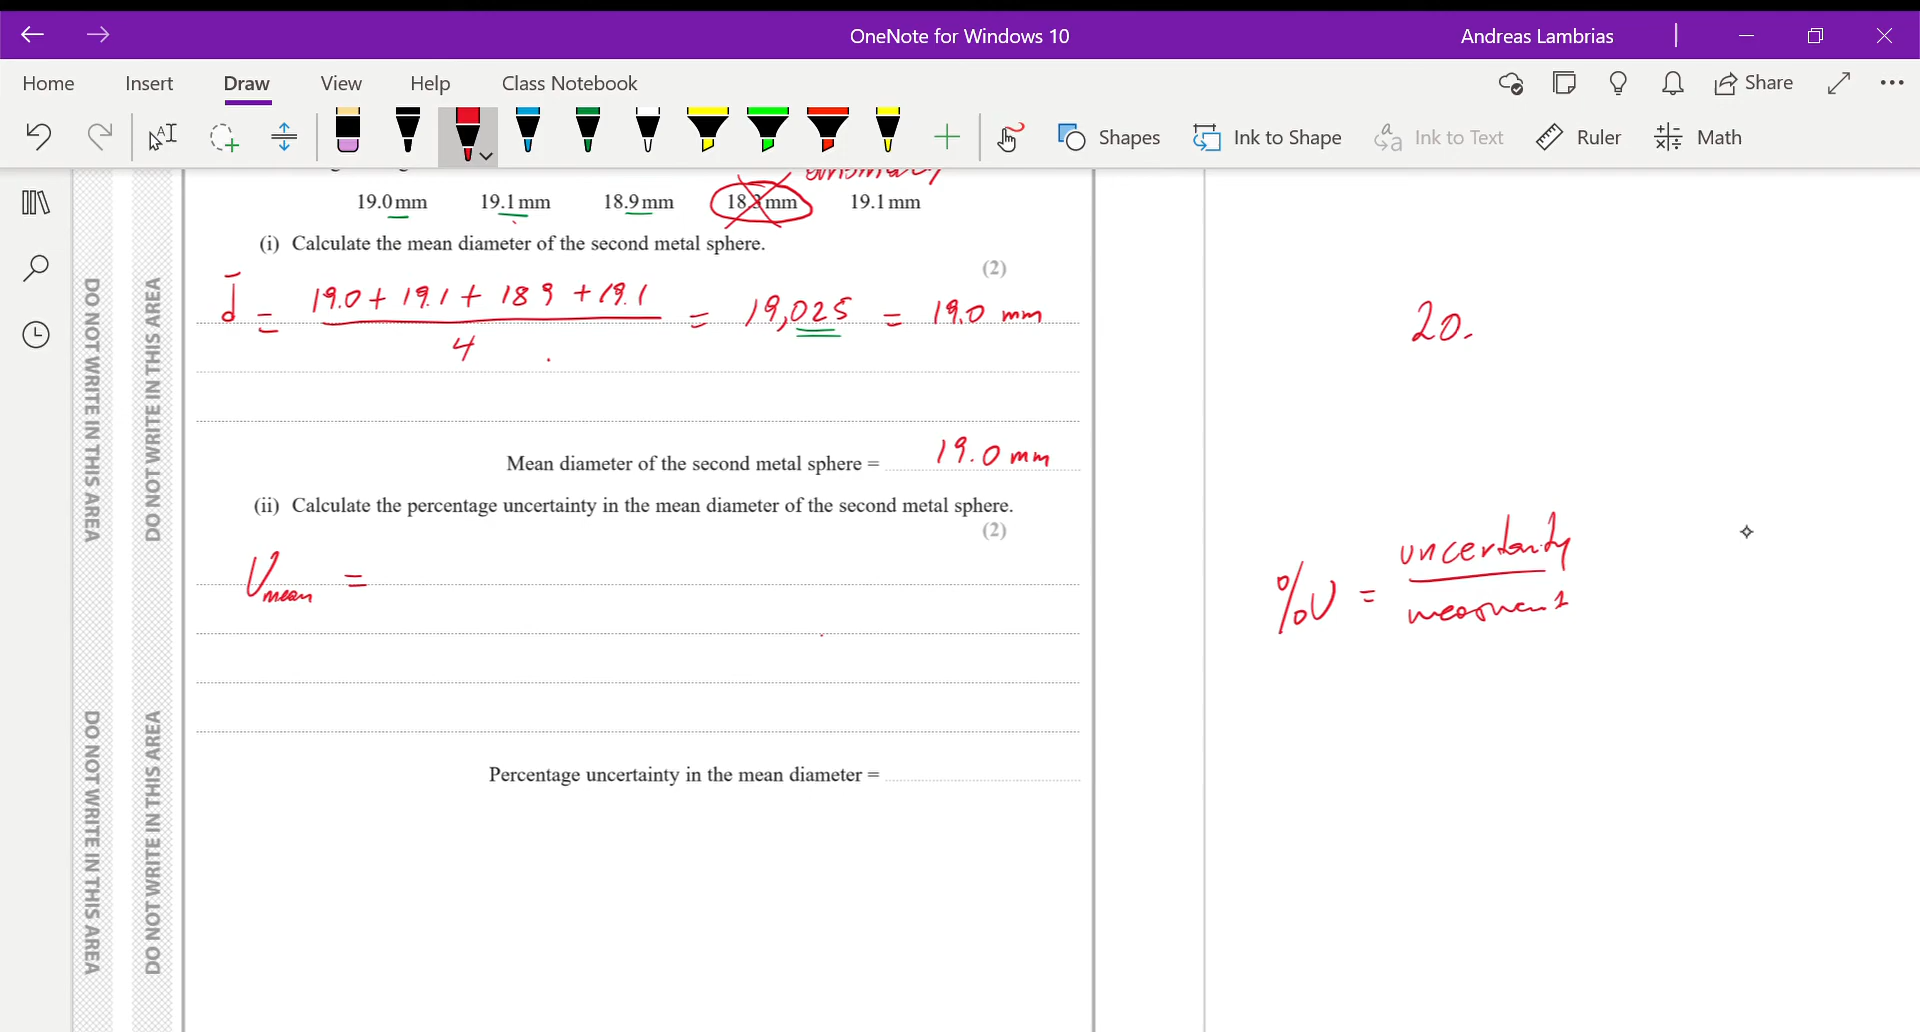 OneNote for Windows 10
Andreas Lambrias
Home Insert Draw View Help Class Notebook
Share
Shapes Ink to Shape Ink to Text Ruler Math
19.0 mm 19.1 mm 18.9 mm 18.3 mm 19.1 mm
(i) Calculate the mean diameter of the second metal sphere.
(2)
d̄ = 19.0 + 19.1 + 18.9 + 19.1 / 4 = 19,025 = 19.0 mm
Mean diameter of the second metal sphere = 19.0 mm
(ii) Calculate the percentage uncertainty in the mean diameter of the second metal sphere.
(2)
U mean =
Percentage uncertainty in the mean diameter =
20.
%U = uncertainty /
DO NOT WRITE IN THIS AREA
DO NOT WRITE IN THIS AREA
DO NOT WRITE IN THIS AREA
DO NOT WRITE IN THIS AREA